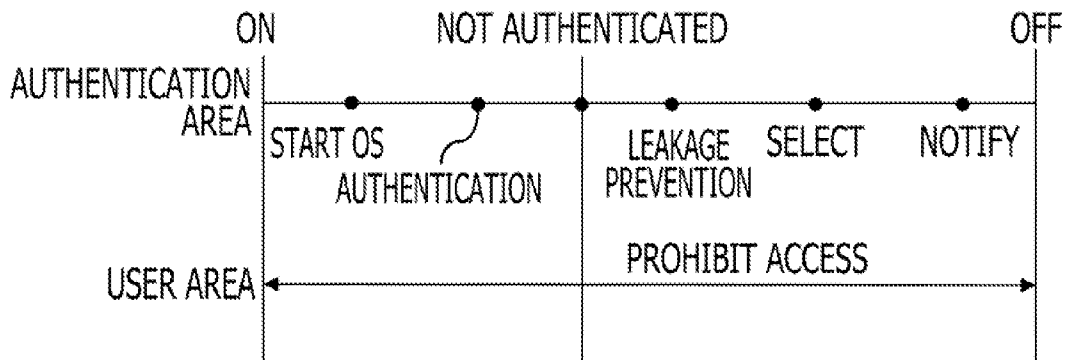 ON
NOT AUTHENTICATED
OFF
AUTHENTICATION
AREA
START OS
AUTHENTICATION
LEAKAGE
PREVENTION
SELECT
NOTIFY
PROHIBIT ACCESS
USER AREA